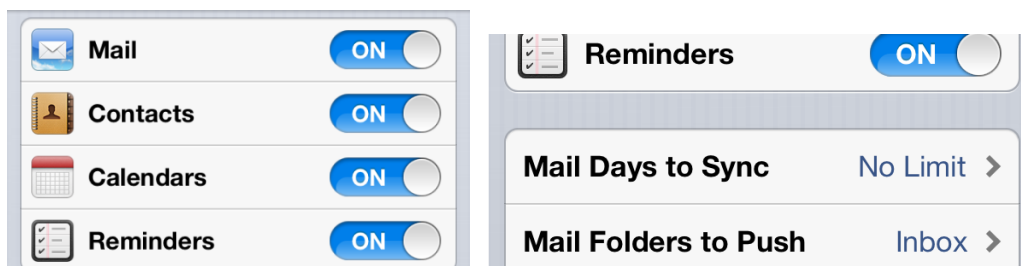 Mail ON
Contacts ON
Calendars ON
Reminders ON
Reminders ON
Mail Days to Sync No Limit
Mail Folders to Push Inbox